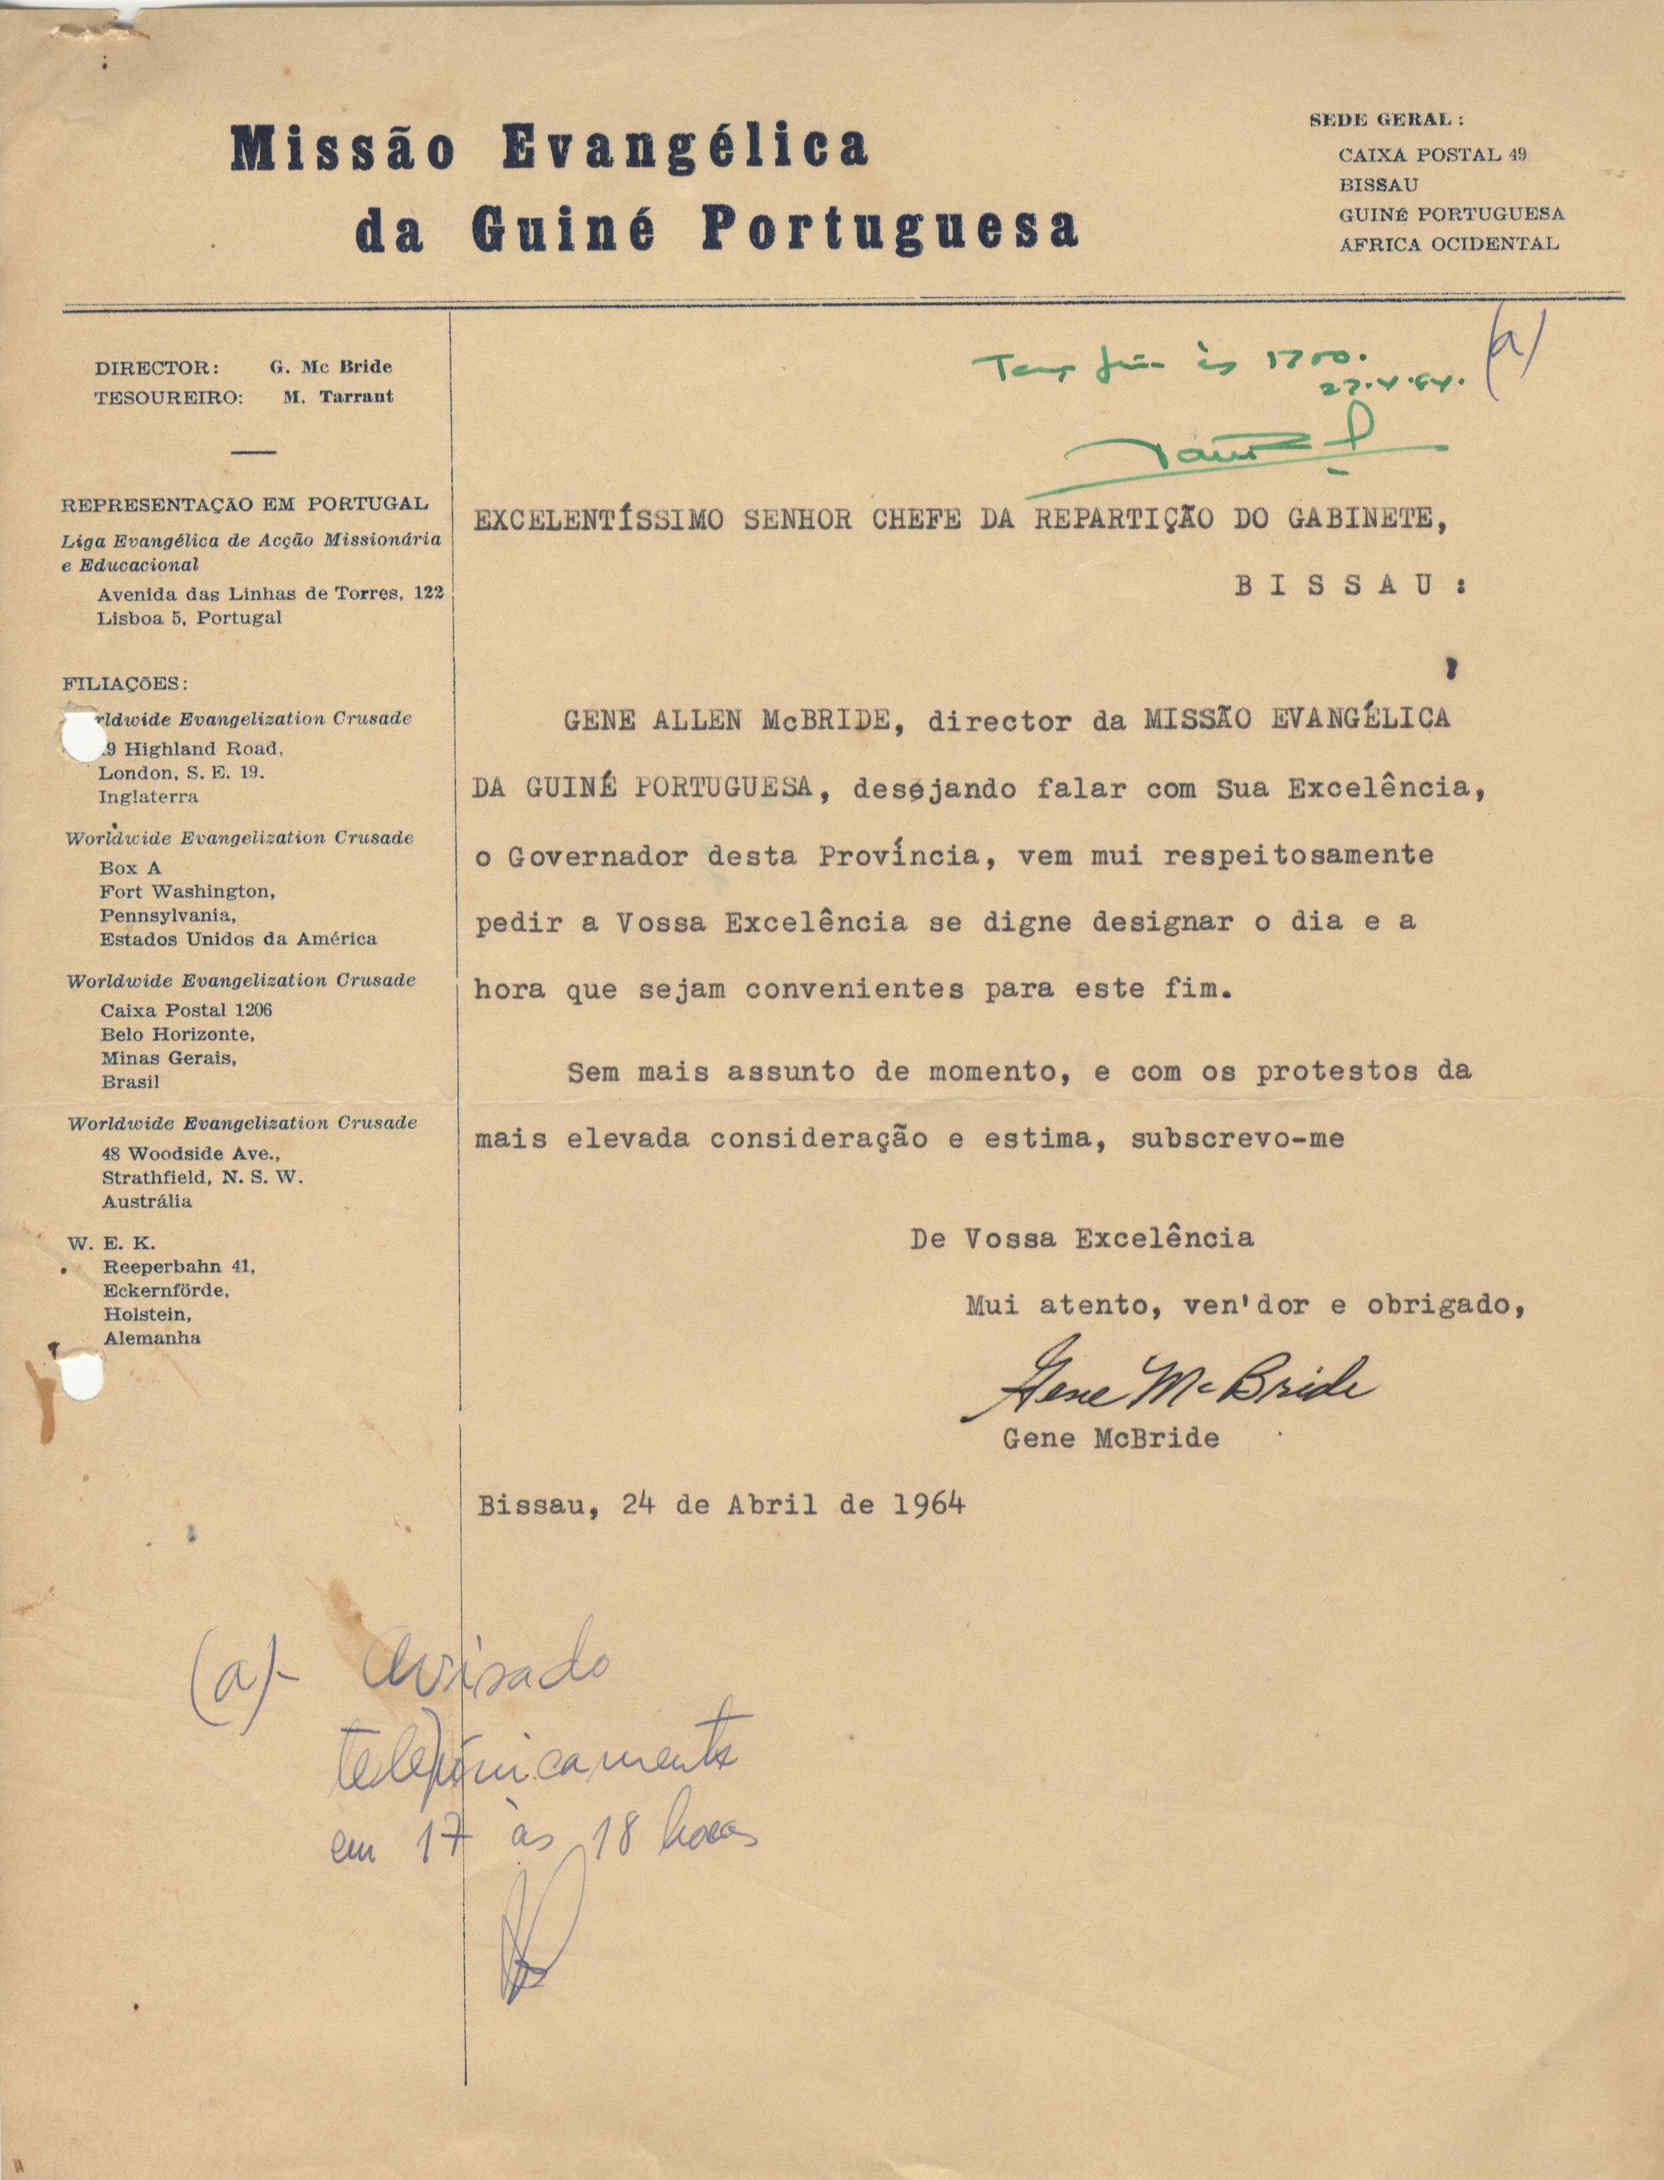 Missão Evangélica
da Guiné Portuguesa
SEDE GERAL:
CAIXA POSTAL 49
BISSAU
GUINÉ PORTUGUESA
AFRICA OCIDENTAL
DIRECTOR: G. Mc Bride
TESOUREIRO: M. Tarrant
REPRESENTAÇÃO EM PORTUGAL
Liga Evangélica de Acção Missionária
e Educacional
Avenida das Linhas de Torres, 122
Lisboa 5, Portugal
FILIAÇÕES:
rldwide Evangelization Crusade
9 Highland Road,
London, S. E. 19.
Inglaterra
Worldwide Evangelization Crusade
Box A
Fort Washington,
Pennsylvania,
Estados Unidos da América
Worldwide Evangelization Crusade
Caixa Postal 1206
Belo Horizonte,
Minas Gerais,
Brasil
Worldwide Evangelization Crusade
48 Woodside Ave.,
Strathfield, N. S. W.
Austrália
W. E. K.
Reeperbahn 41,
Eckernförde,
Holstein,
Alemanha
às 1700.
(a)
EXCELENTÍSSIMO SENHOR CHEFE DA REPARTIÇÃO DO GABINETE,
B I S S A U :
GENE ALLEN McBRIDE, director da MISSÃO EVANGÉLICA
DA GUINÉ PORTUGUESA, desejando falar com Sua Excelência,
o Governador desta Província, vem mui respeitosamente
pedir a Vossa Excelência se digne designar o dia e a
hora que sejam convenientes para este fim.
Sem mais assunto de momento, e com os protestos da
mais elevada consideração e estima, subscrevo-me
De Vossa Excelência
Mui atento, ven'dor e obrigado,
Gene McBride
Gene McBride
Bissau, 24 de Abril de 1964
(a)- Avisado
telefònicamente
em 17 às 18 horas